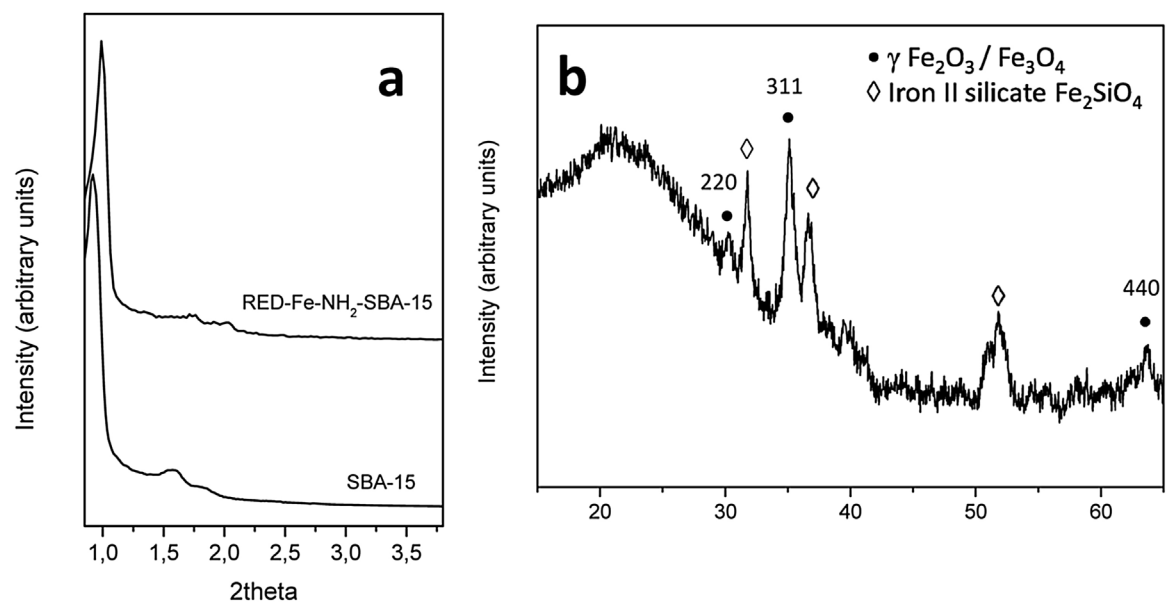 a
Intensity (arbitrary units)
RED-Fe-NH₂-SBA-15
SBA-15
1,0 1,5 2,0 2,5 3,0 3,5
2theta
b
● γ Fe₂O₃ / Fe₃O₄
◊ Iron II silicate Fe₂SiO₄
Intensity (arbitrary units)
220
311
440
20 30 40 50 60